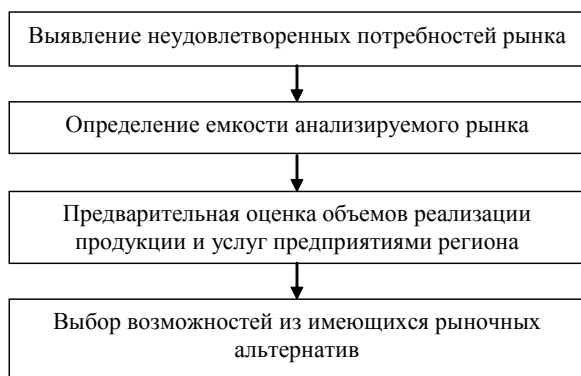 Выявление неудовлетворенных потребностей рынка
Определение емкости анализируемого рынка
Предварительная оценка объемов реализации
продукции и услуг предприятиями региона
Выбор возможностей из имеющихся рыночных
альтернатив